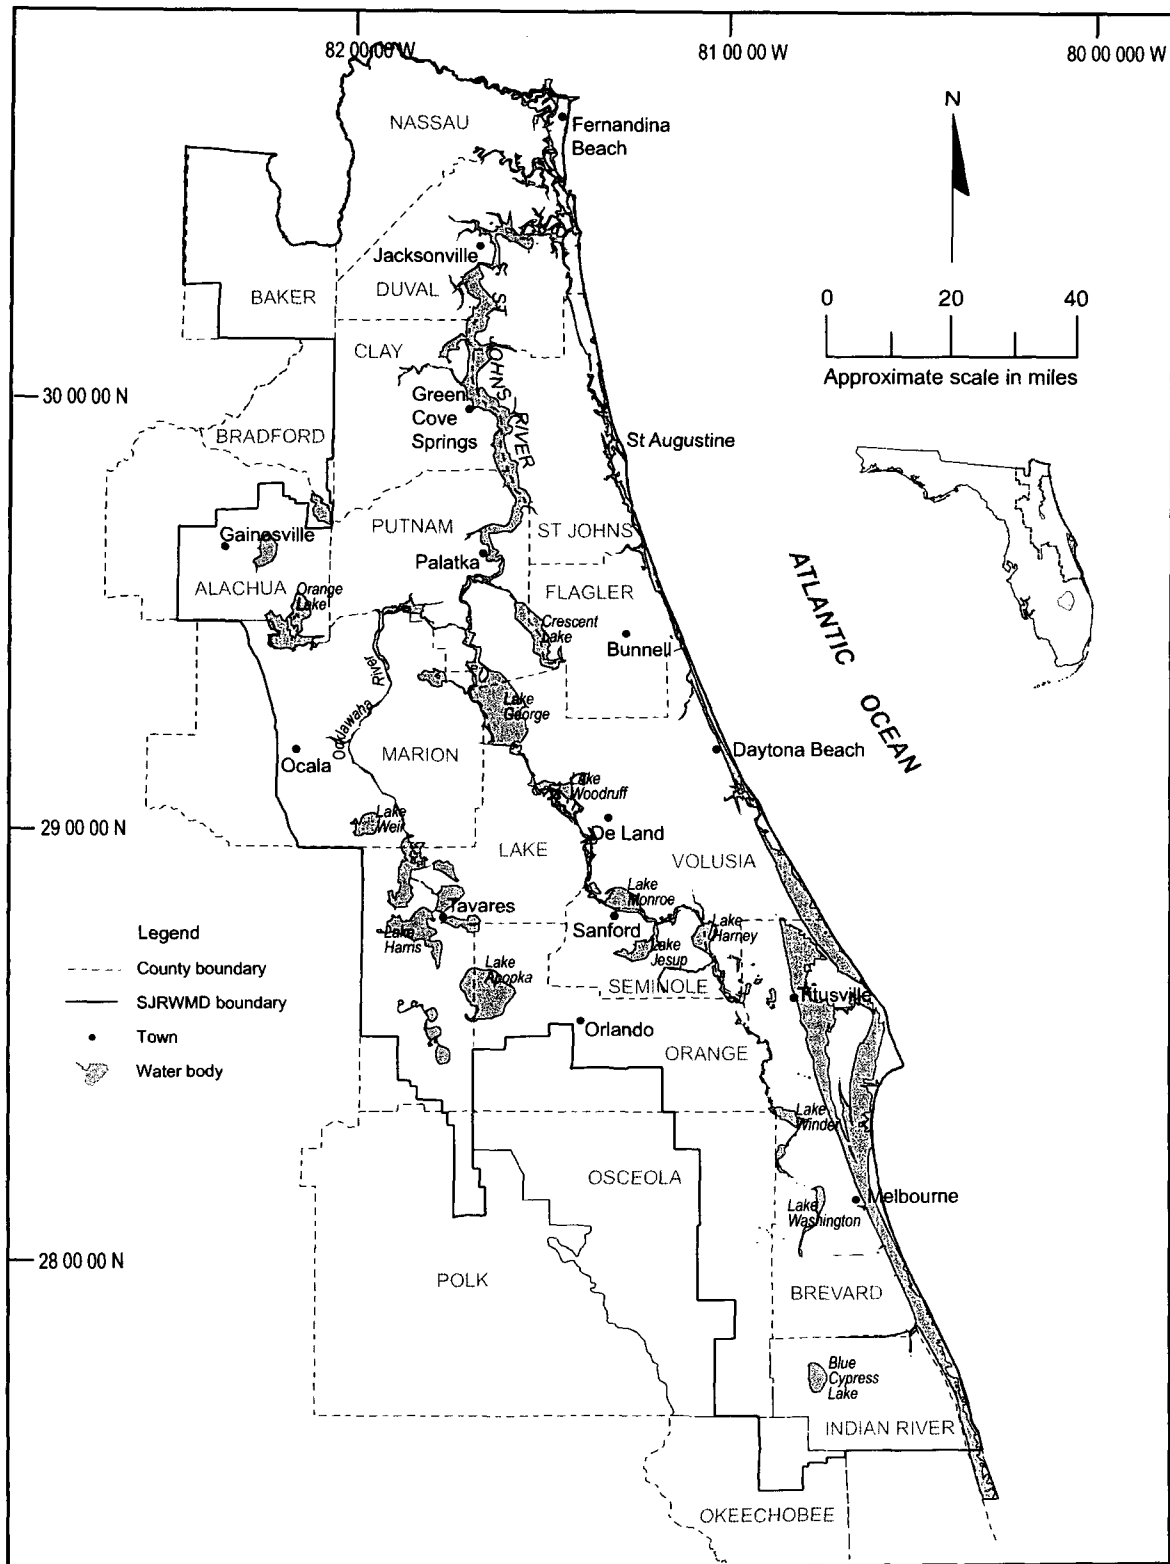 82 00 00 W
81 00 00 W
80 00 000 W
N
NASSAU
Fernandina
Beach
Jacksonville
DUVAL
BAKER
0 20 40
Approximate scale in miles
CLAY
ST JOHNS RIVER
30 00 00 N
Green
Cove
Springs
BRADFORD
St Augustine
Gainesville
PUTNAM
ST JOHNS
Palatka
ALACHUA
Orange
Lake
FLAGLER
Crescent
Lake
Bunnell
ATLANTIC OCEAN
Ocklawaha River
Lake
George
Ocala
MARION
Daytona Beach
Lake
Woodruff
Lake
Weir
De Land
29 00 00 N
LAKE
VOLUSIA
Lake
Monroe
Tavares
Sanford
Lake
Harney
Lake
Harris
Lake
Jesup
Lake
Apopka
SEMINOLE
Titusville
Legend
County boundary
SJRWMD boundary
Town
Water body
Orlando
ORANGE
Lake
Winder
OSCEOLA
Lake
Washington
Melbourne
28 00 00 N
POLK
BREVARD
Blue
Cypress
Lake
INDIAN RIVER
OKEECHOBEE